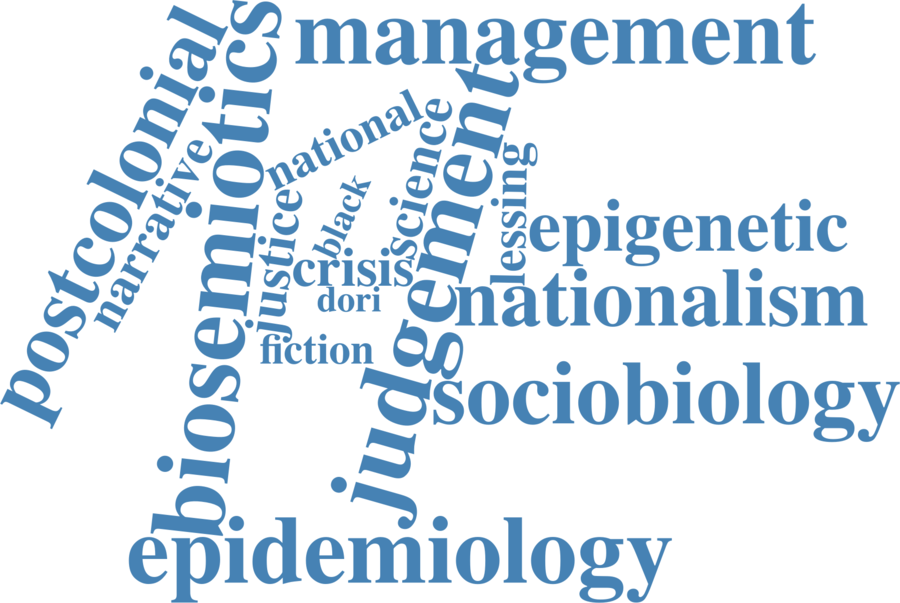 management
postcolonial
biosemiotics
narrative
national
science
judgement
lessing
black
justice
epigenetic
crisis
nationalism
dori
fiction
sociobiology
epidemiology